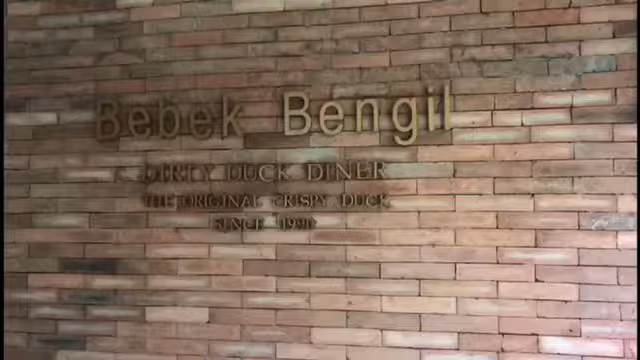 Bebek Bengil
DIRTY DUCK DINER
THE ORIGINAL CRISPY DUCK
SINCE 1990